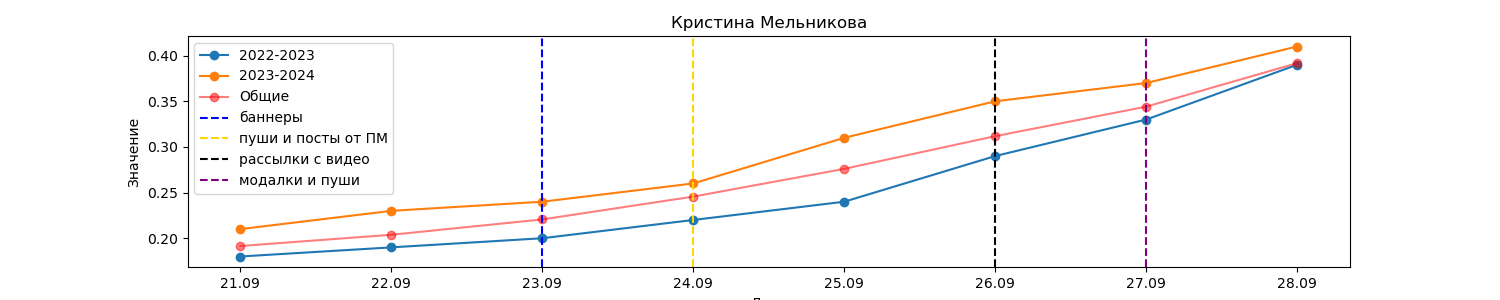 Кристина Мельникова
Значение
0.40
0.35
0.30
0.25
0.20
2022-2023
2023-2024
Общие
баннеры
пуши и посты от ПМ
рассылки с видео
модалки и пуши
21.09 22.09 23.09 24.09 25.09 26.09 27.09 28.09